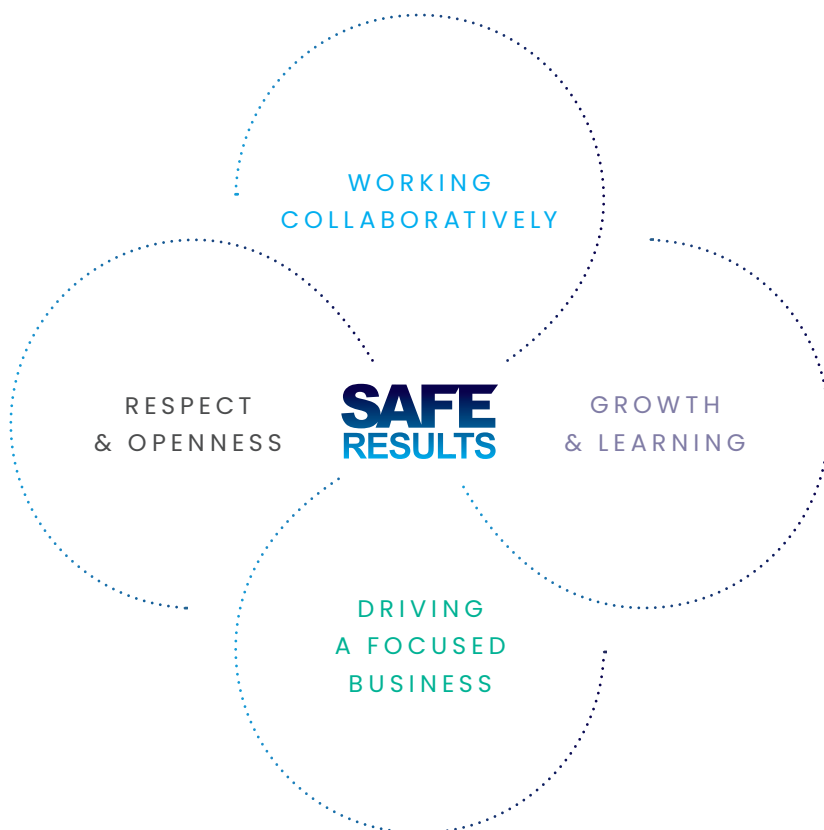 WORKING
COLLABORATIVELY
RESPECT
& OPENNESS
SAFE
RESULTS
GROWTH
& LEARNING
DRIVING
A FOCUSED
BUSINESS